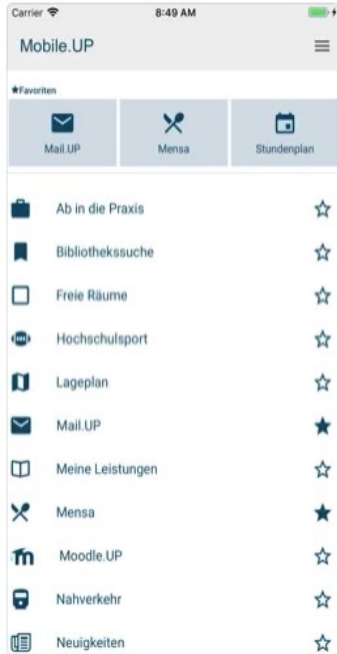 Carrier 8:49 AM
Mobile.UP
★Favoriten
Mail.UP Mensa Stundenplan
Ab in die Praxis
Bibliothekssuche
Freie Räume
Hochschulsport
Lageplan
Mail.UP
Meine Leistungen
Mensa
Moodle.UP
Nahverkehr
Neuigkeiten